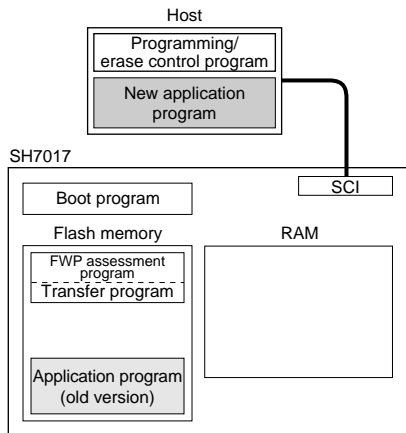 Host
Programming/
erase control program
New application
program
SH7017
SCI
Boot program
Flash memory
RAM
FWP assessment
program
Transfer program
Application program
(old version)